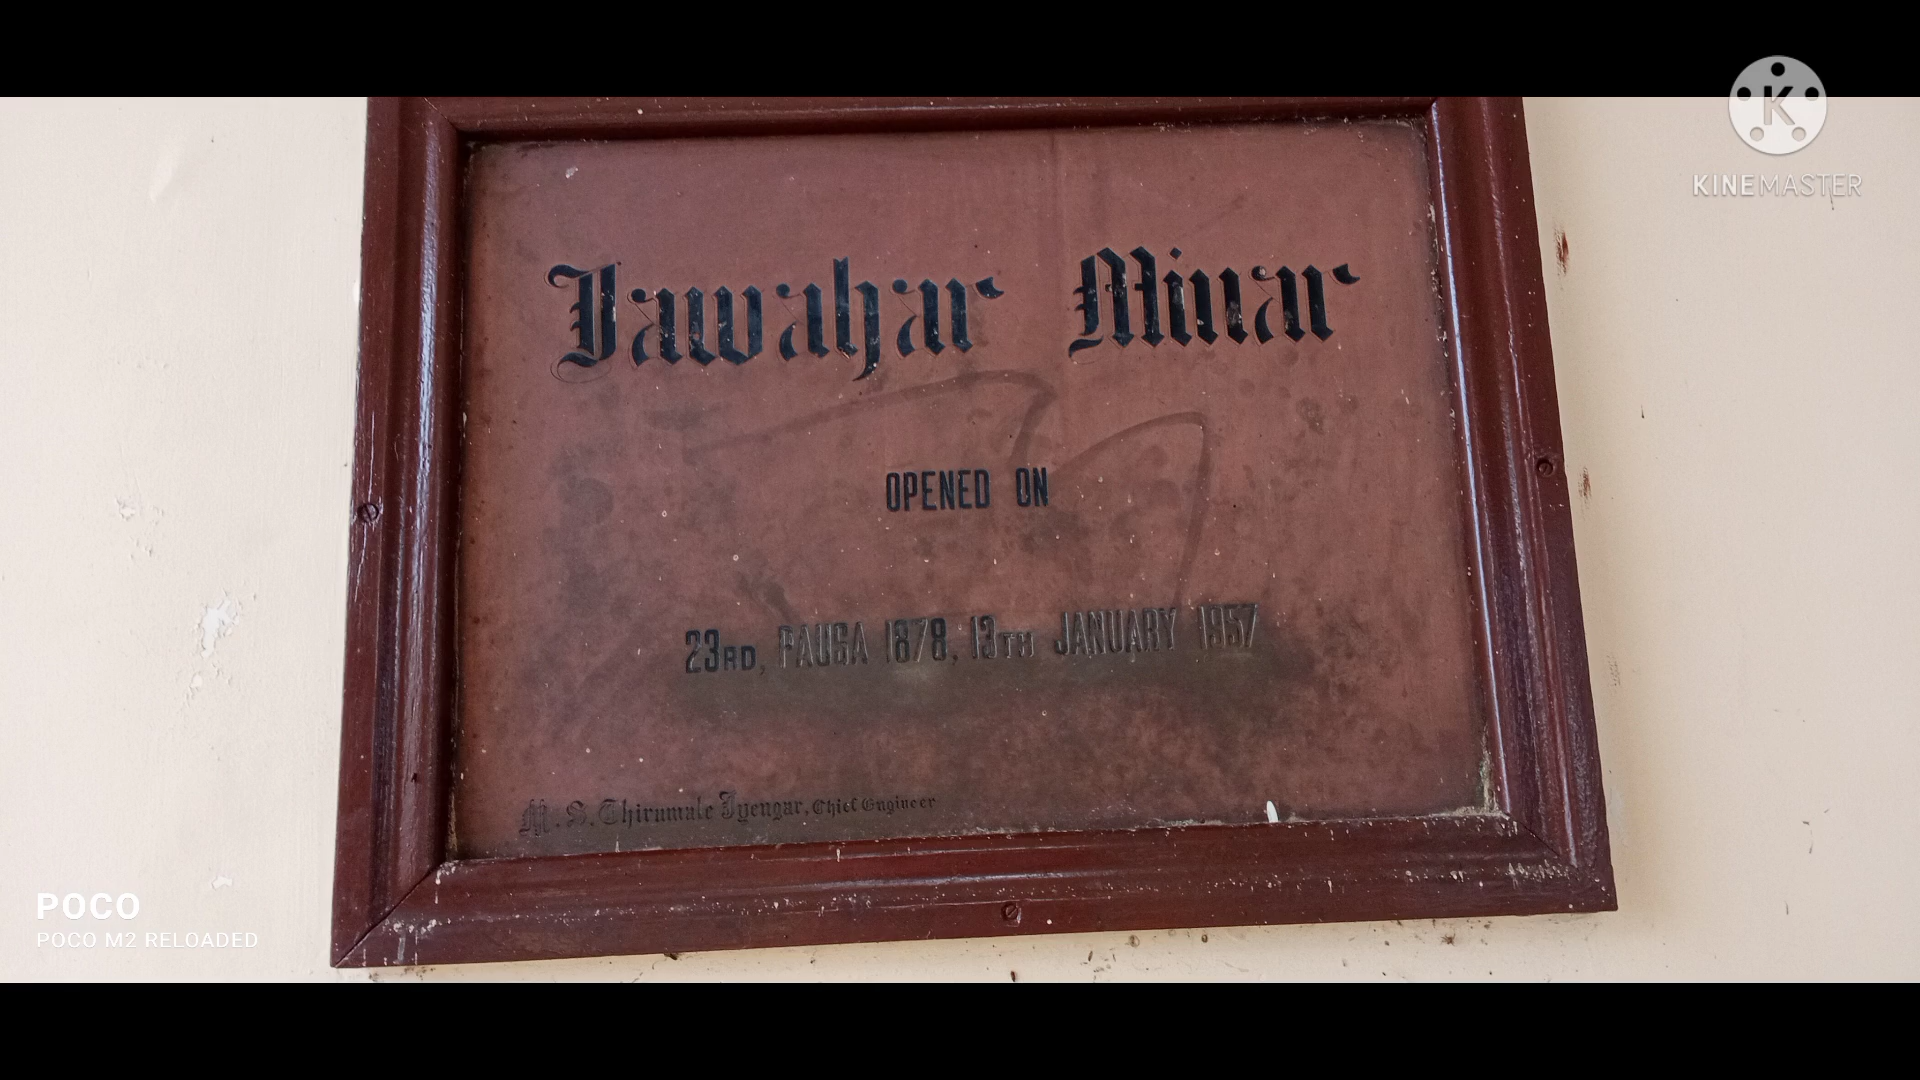 KINEMASTER
Jawahar Minar
OPENED ON
23RD, PAUSA 1878, 13TH JANUARY 1957
M. S. Thirumale Iyengar, Chief Engineer
POCO
POCO M2 RELOADED